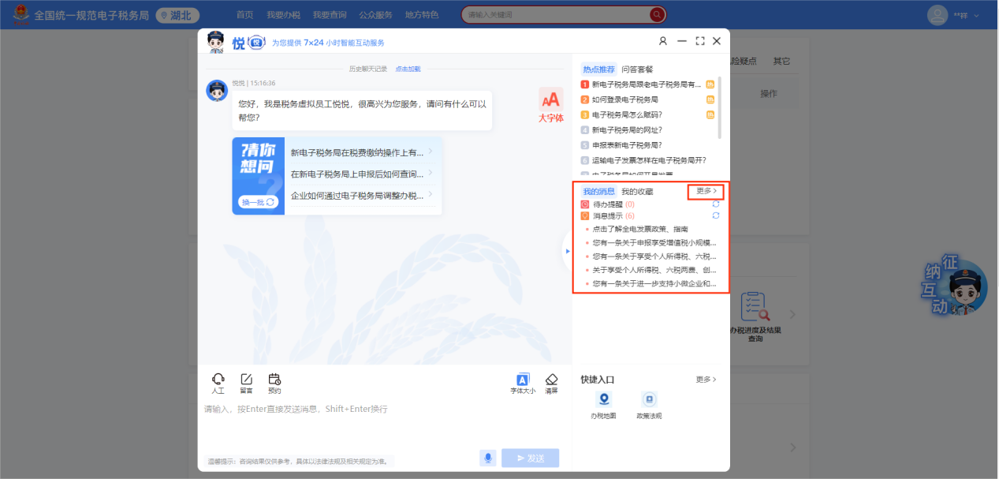 全国统一规范电子税务局
湖北
首页 我要办税 我要查询 公众服务 地方特色
请输入关键词
**祥
悦
悦
为您提供 7×24 小时智能互动服务
历史聊天记录 点击加载
悦悦 | 15:16:36
您好，我是税务虚拟员工悦悦，很高兴为您服务，请问有什么可以
帮您?
AA
大字体
猜你
想问
换一批
新电子税务局在税费缴纳操作上有...
在新电子税务局上申报后如何查询...
企业如何通过电子税务局调整办税...
热点推荐 问答套餐
1 新电子税务局跟老电子税务局有... 热
2 如何登录电子税务局 热
3 电子税务局怎么赋码? 热
4 新电子税务局的网址?
5 申报表新电子税务局?
6 运输电子发票怎样在电子税务局开?
我的消息 我的收藏 更多
待办提醒 (0)
消息提示 (6)
点击了解全电发票政策、指南
您有一条关于申报享受增值税小规模...
您有一条关于享受个人所得税、六税...
关于享受个人所得税、六税两费、创...
您有一条关于进一步支持小微企业和...
快捷入口 更多
办税地图 政策法规
人工 留言 预约
A
字体大小 清屏
请输入，按Enter直接发送消息，Shift+Enter换行
温馨提示：咨询结果仅供参考，具体以法律法规及相关规定为准。
发送
险疑点 其它
操作
办税进度及结果
查询
征
纳
互
动